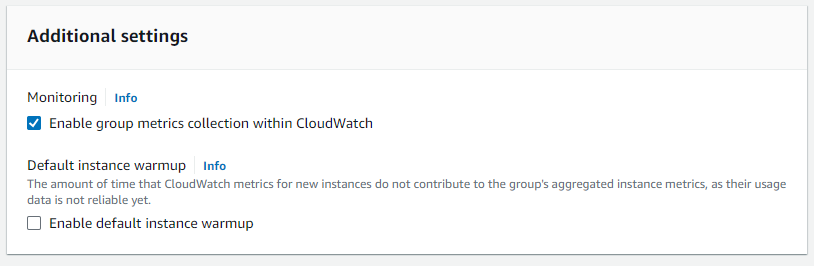 Additional settings
Monitoring Info
Enable group metrics collection within CloudWatch
Default instance warmup Info
The amount of time that CloudWatch metrics for new instances do not contribute to the group's aggregated instance metrics, as their usage
data is not reliable yet.
Enable default instance warmup